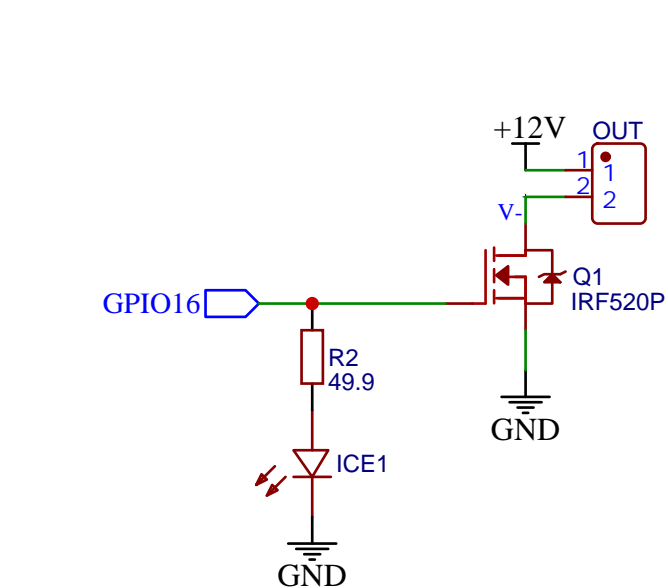 +12V
OUT
1
1
2
2
V-
Q1
IRF520P
GPIO16
R2
49.9
GND
ICE1
GND